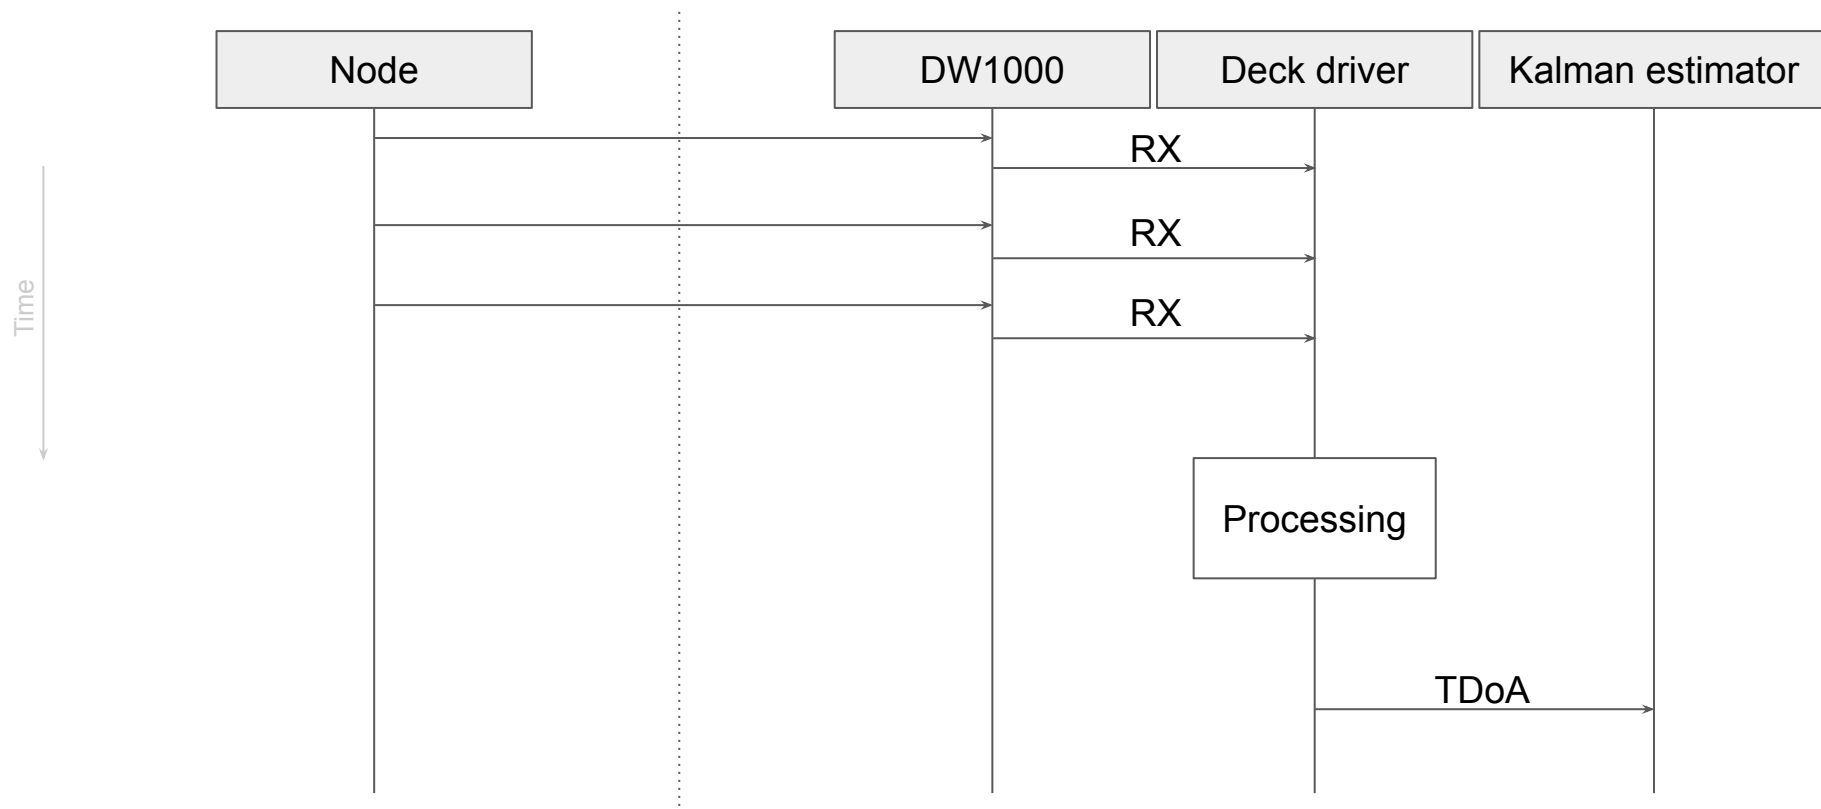 Node
DW1000
Deck driver
Kalman estimator
RX
RX
Time
RX
Processing
TDoA